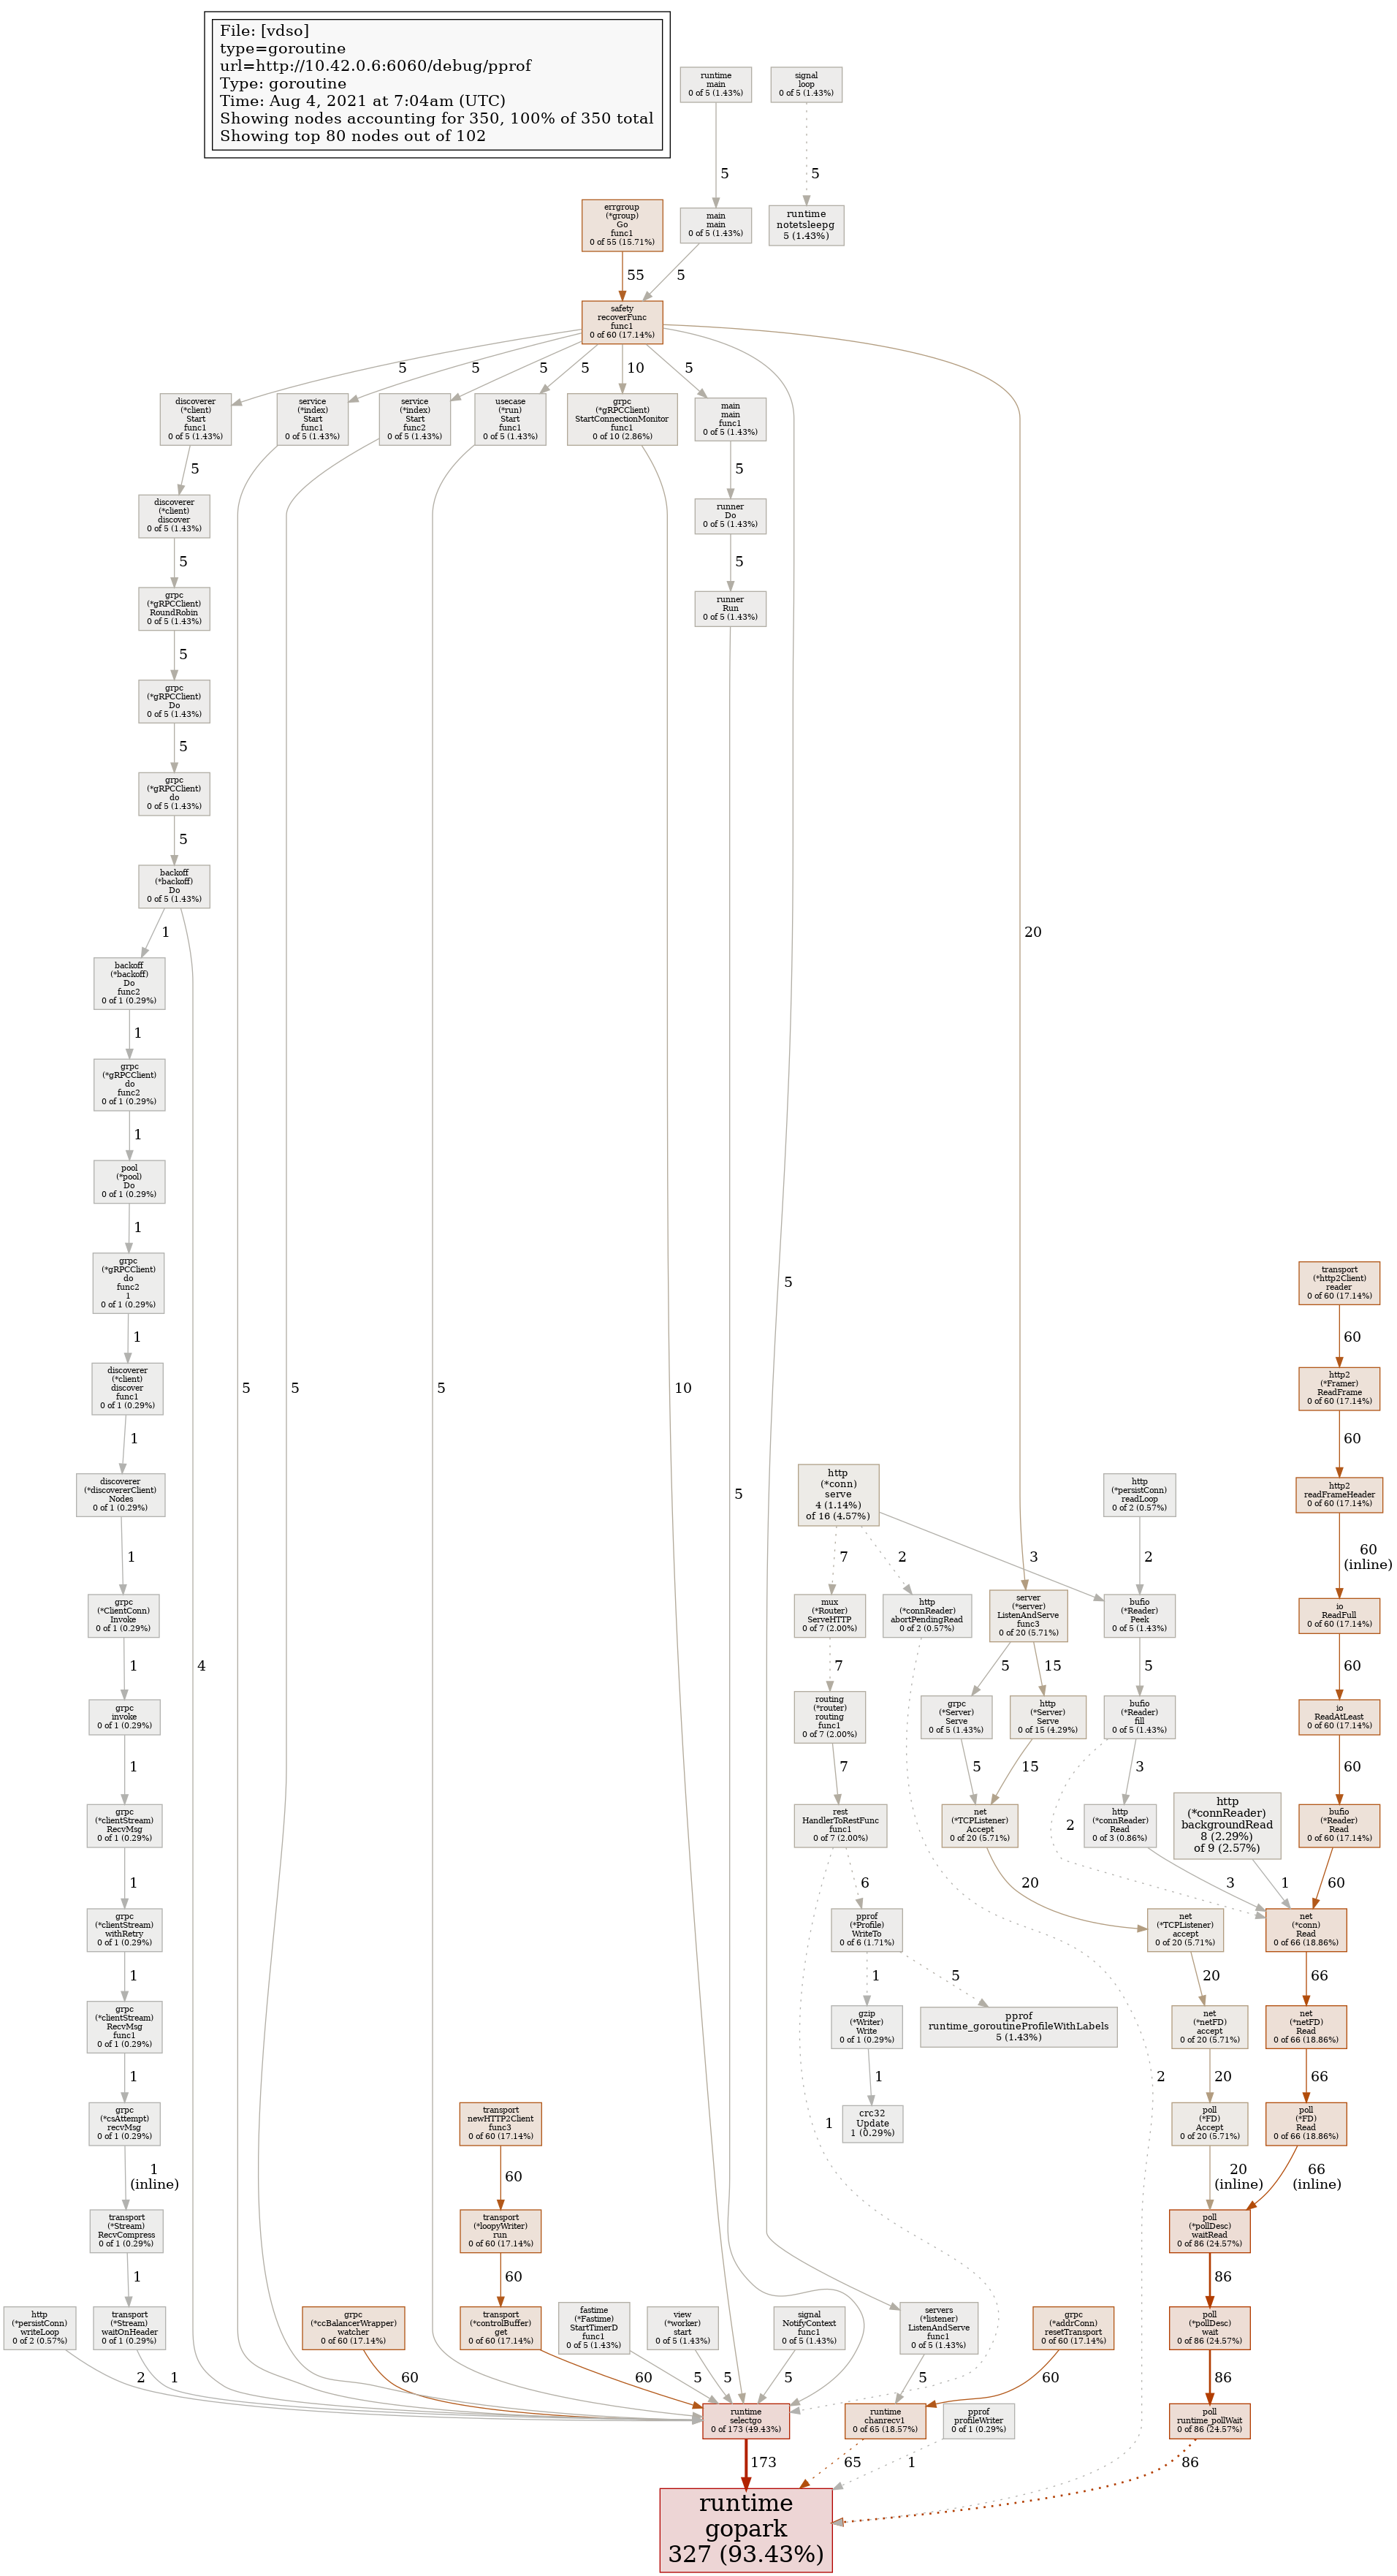 File: [vdso]
type=goroutine
url=http://10.42.0.6:6060/debug/pprof
Type: goroutine
Time: Aug 4, 2021 at 7:04am (UTC)
Showing nodes accounting for 350, 100% of 350 total
Showing top 80 nodes out of 102
runtime
main
0 of 5 (1.43%)
signal
loop
0 of 5 (1.43%)
5
5
errgroup
(*group)
Go
func1
0 of 55 (15.71%)
main
main
0 of 5 (1.43%)
runtime
notetsleepg
5 (1.43%)
55
5
safety
recoverFunc
func1
0 of 60 (17.14%)
5
5
5
5
10
5
discoverer
(*client)
Start
func1
0 of 5 (1.43%)
service
(*index)
Start
func1
0 of 5 (1.43%)
service
(*index)
Start
func2
0 of 5 (1.43%)
usecase
(*run)
Start
func1
0 of 5 (1.43%)
grpc
(*gRPCClient)
StartConnectionMonitor
func1
0 of 10 (2.86%)
main
main
func1
0 of 5 (1.43%)
5
5
discoverer
(*client)
discover
0 of 5 (1.43%)
runner
Do
0 of 5 (1.43%)
5
5
grpc
(*gRPCClient)
RoundRobin
0 of 5 (1.43%)
runner
Run
0 of 5 (1.43%)
5
grpc
(*gRPCClient)
Do
0 of 5 (1.43%)
5
grpc
(*gRPCClient)
do
0 of 5 (1.43%)
5
backoff
(*backoff)
Do
0 of 5 (1.43%)
1
20
backoff
(*backoff)
Do
func2
0 of 1 (0.29%)
1
grpc
(*gRPCClient)
do
func2
0 of 1 (0.29%)
1
pool
(*pool)
Do
0 of 1 (0.29%)
1
grpc
(*gRPCClient)
do
func2
1
0 of 1 (0.29%)
5
transport
(*http2Client)
reader
0 of 60 (17.14%)
1
60
discoverer
(*client)
discover
func1
0 of 1 (0.29%)
5
5
5
10
http2
(*Framer)
ReadFrame
0 of 60 (17.14%)
1
60
discoverer
(*discovererClient)
Nodes
0 of 1 (0.29%)
5
http
(*conn)
serve
4 (1.14%)
of 16 (4.57%)
http
(*persistConn)
readLoop
0 of 2 (0.57%)
http2
readFrameHeader
0 of 60 (17.14%)
1
7
2
3
2
60
(inline)
grpc
(*ClientConn)
Invoke
0 of 1 (0.29%)
mux
(*Router)
ServeHTTP
0 of 7 (2.00%)
http
(*connReader)
abortPendingRead
0 of 2 (0.57%)
server
(*server)
ListenAndServe
func3
0 of 20 (5.71%)
bufio
(*Reader)
Peek
0 of 5 (1.43%)
io
ReadFull
0 of 60 (17.14%)
1
4
7
5
15
5
60
grpc
invoke
0 of 1 (0.29%)
routing
(*router)
routing
func1
0 of 7 (2.00%)
grpc
(*Server)
Serve
0 of 5 (1.43%)
http
(*Server)
Serve
0 of 15 (4.29%)
bufio
(*Reader)
fill
0 of 5 (1.43%)
io
ReadAtLeast
0 of 60 (17.14%)
1
7
5
15
3
60
grpc
(*clientStream)
RecvMsg
0 of 1 (0.29%)
rest
HandlerToRestFunc
func1
0 of 7 (2.00%)
net
(*TCPListener)
Accept
0 of 20 (5.71%)
2
http
(*connReader)
Read
0 of 3 (0.86%)
http
(*connReader)
backgroundRead
8 (2.29%)
of 9 (2.57%)
bufio
(*Reader)
Read
0 of 60 (17.14%)
1
6
20
3
1
60
grpc
(*clientStream)
withRetry
0 of 1 (0.29%)
pprof
(*Profile)
WriteTo
0 of 6 (1.71%)
net
(*TCPListener)
accept
0 of 20 (5.71%)
net
(*conn)
Read
0 of 66 (18.86%)
1
1
5
20
66
grpc
(*clientStream)
RecvMsg
func1
0 of 1 (0.29%)
gzip
(*Writer)
Write
0 of 1 (0.29%)
pprof
runtime_goroutineProfileWithLabels
5 (1.43%)
net
(*netFD)
accept
0 of 20 (5.71%)
net
(*netFD)
Read
0 of 66 (18.86%)
1
1
2
20
66
grpc
(*csAttempt)
recvMsg
0 of 1 (0.29%)
transport
newHTTP2Client
func3
0 of 60 (17.14%)
1
crc32
Update
1 (0.29%)
poll
(*FD)
Accept
0 of 20 (5.71%)
poll
(*FD)
Read
0 of 66 (18.86%)
1
(inline)
60
20
(inline)
66
(inline)
transport
(*Stream)
RecvCompress
0 of 1 (0.29%)
transport
(*loopyWriter)
run
0 of 60 (17.14%)
poll
(*pollDesc)
waitRead
0 of 86 (24.57%)
1
60
86
http
(*persistConn)
writeLoop
0 of 2 (0.57%)
transport
(*Stream)
waitOnHeader
0 of 1 (0.29%)
grpc
(*ccBalancerWrapper)
watcher
0 of 60 (17.14%)
transport
(*controlBuffer)
get
0 of 60 (17.14%)
fastime
(*Fastime)
StartTimerD
func1
0 of 5 (1.43%)
view
(*worker)
start
0 of 5 (1.43%)
signal
NotifyContext
func1
0 of 5 (1.43%)
servers
(*listener)
ListenAndServe
func1
0 of 5 (1.43%)
grpc
(*addrConn)
resetTransport
0 of 60 (17.14%)
poll
(*pollDesc)
wait
0 of 86 (24.57%)
2
1
60
60
5
5
5
5
60
86
runtime
selectgo
0 of 173 (49.43%)
runtime
chanrecv1
0 of 65 (18.57%)
pprof
profileWriter
0 of 1 (0.29%)
poll
runtime_pollWait
0 of 86 (24.57%)
173
65
1
86
runtime
gopark
327 (93.43%)